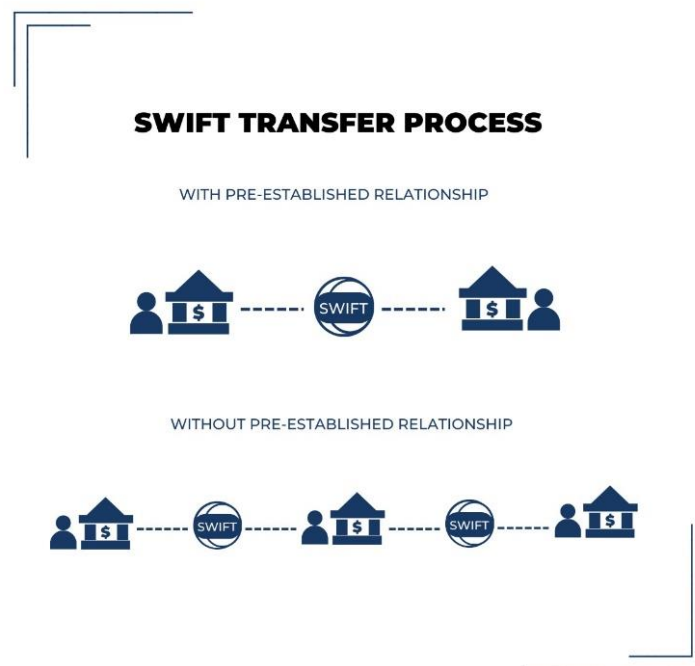 SWIFT TRANSFER PROCESS
WITH PRE-ESTABLISHED RELATIONSHIP
$ SWIFT $
WITHOUT PRE-ESTABLISHED RELATIONSHIP
$ SWIFT $ SWIFT $